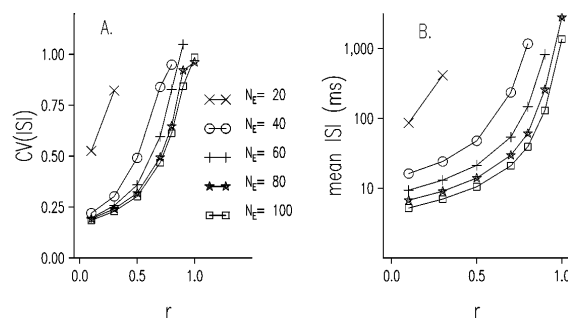 A.
CV(ISI)
1.00
0.75
0.50
0.25
0.00
0.0
0.5
1.0
r
N_E= 20
N_E= 40
N_E= 60
N_E= 80
N_E= 100
B.
mean ISI (ms)
1,000
100
10
0.0
0.5
1.0
r